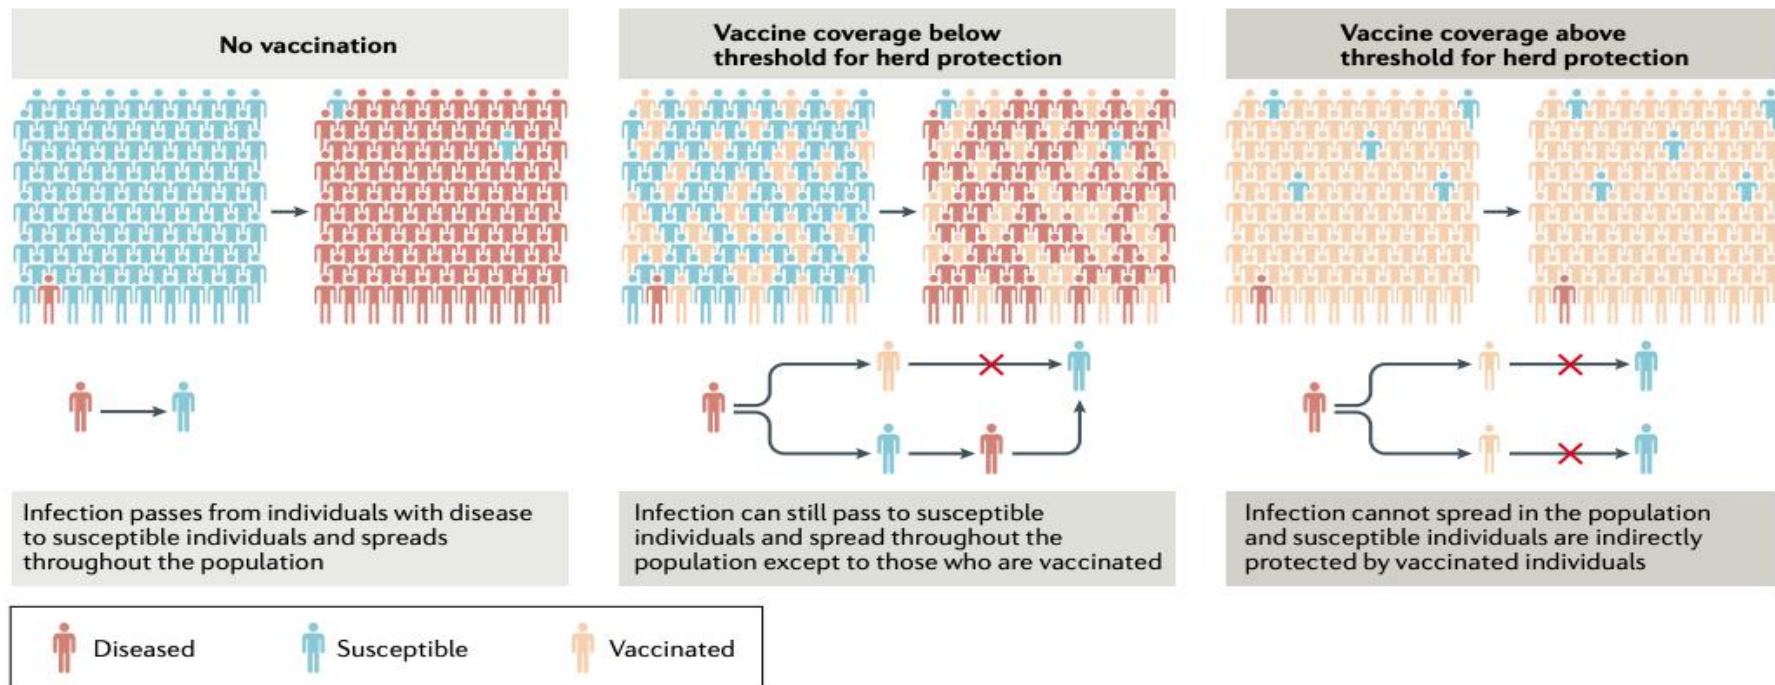 No vaccination
Vaccine coverage below
threshold for herd protection
Vaccine coverage above
threshold for herd protection
Infection passes from individuals with disease
to susceptible individuals and spreads
throughout the population
Infection can still pass to susceptible
individuals and spread throughout the
population except to those who are vaccinated
Infection cannot spread in the population
and susceptible individuals are indirectly
protected by vaccinated individuals
Diseased
Susceptible
Vaccinated